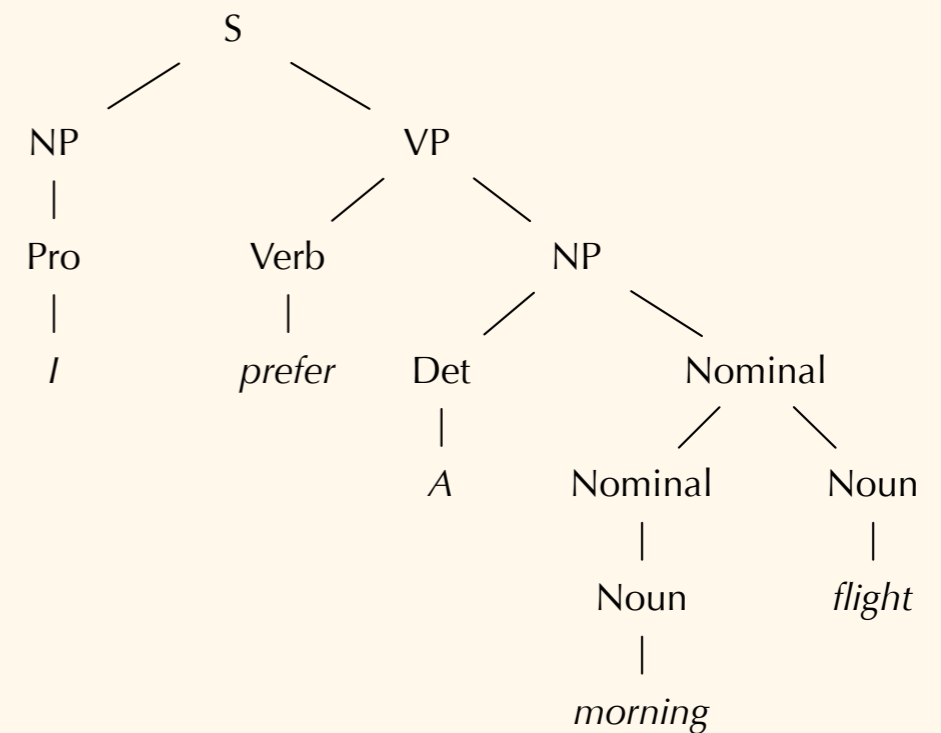 S
NP VP
Pro Verb NP
I prefer Det Nominal
A Nominal Noun
Noun flight
morning